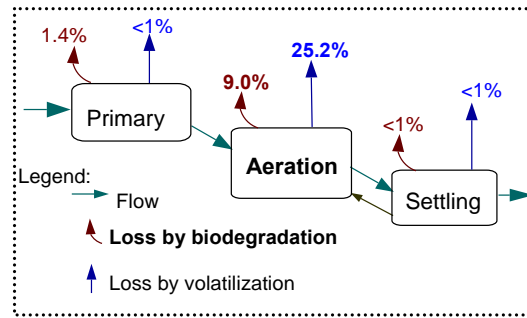 1.4%
<1%
25.2%
9.0%
Primary
<1%
<1%
Aeration
Legend:
Settling
Flow
Loss by biodegradation
Loss by volatilization